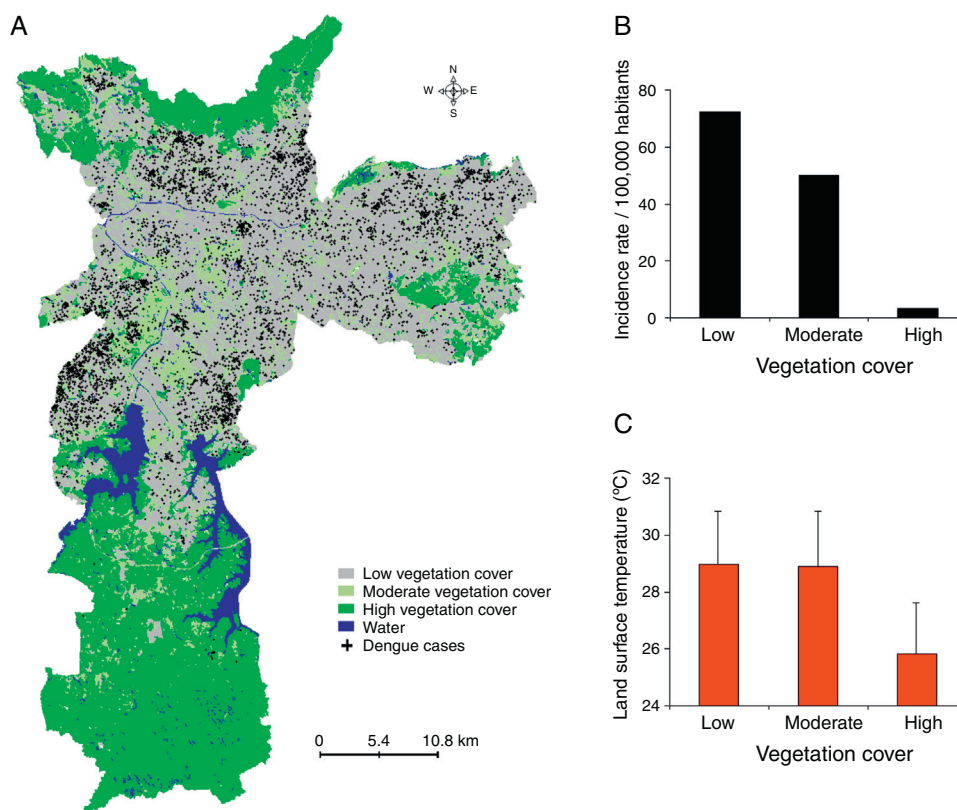 A
N
W E
S
Low vegetation cover
Moderate vegetation cover
High vegetation cover
Water
Dengue cases
0 5.4 10.8 km
B
Incidence rate / 100,000 habitants
80
60
40
20
0
Low Moderate High
Vegetation cover
C
Land surface temperature (ºC)
32
30
28
26
24
Low Moderate High
Vegetation cover